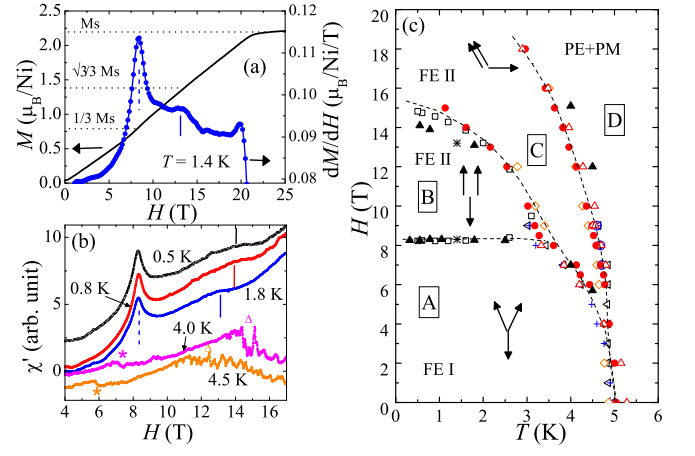 (a)
Ms
√3/3 Ms
1/3 Ms
T = 1.4 K
M (μB/Ni)
2.5
2.0
1.5
1.0
0.5
0.0
dM/dH (μB/Ni/T)
0.11
0.10
0.09
0.08
0 5 10 15 20 25
H (T)
(b)
0.5 K
0.8 K
1.8 K
4.0 K
4.5 K
* *
χ' (arb. unit)
10
5
0
4 6 8 10 12 14 16
H (T)
(c)
PE+PM
FE II
D
C
FE II
B
A
FE I
H (T)
20
18
16
14
12
10
8
6
4
2
0
0 1 2 3 4 5 6
T (K)